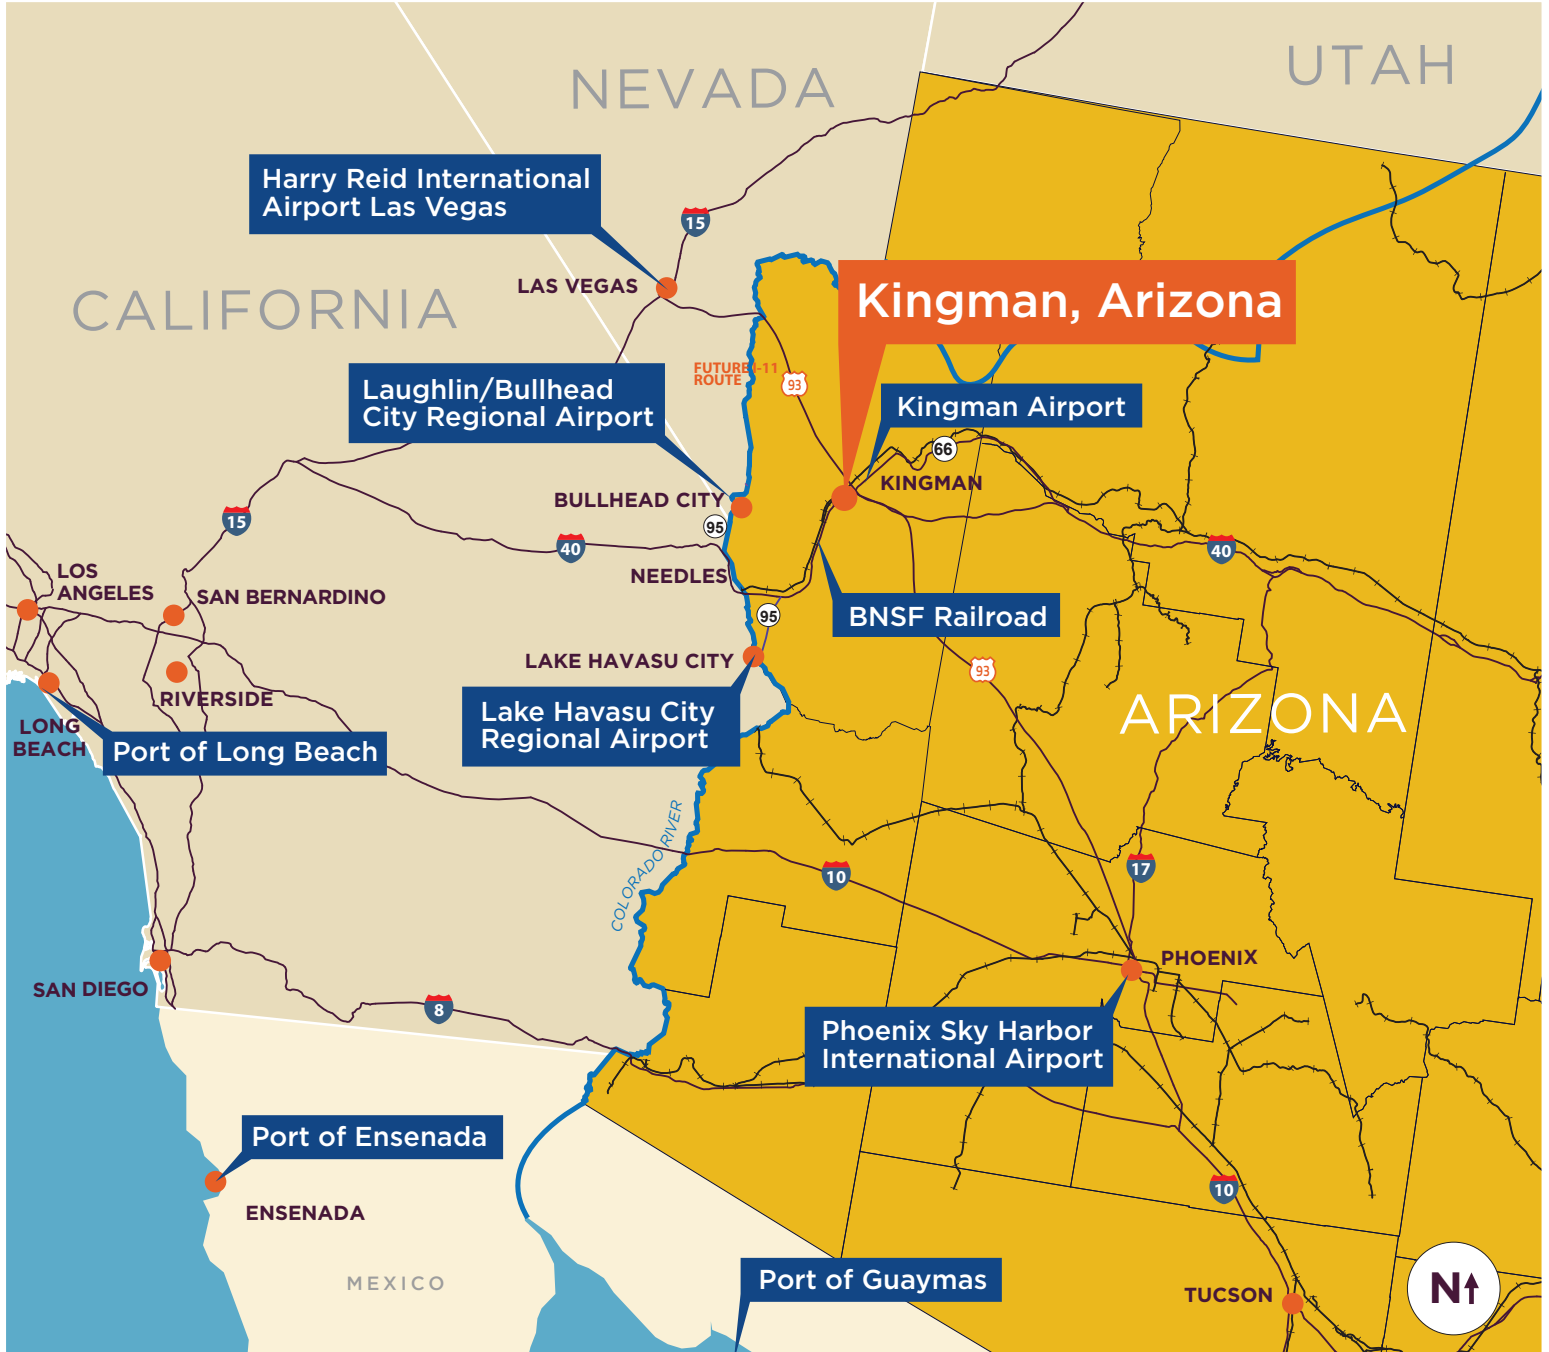 NEVADA
UTAH
Harry Reid International
Airport Las Vegas
15
LAS VEGAS
CALIFORNIA
Kingman, Arizona
FUTURE I-11
ROUTE
93
Laughlin/Bullhead
City Regional Airport
Kingman Airport
66
KINGMAN
BULLHEAD CITY
95
15
40
40
NEEDLES
LOS
ANGELES
SAN BERNARDINO
95
BNSF Railroad
LAKE HAVASU CITY
93
RIVERSIDE
ARIZONA
Lake Havasu City
Regional Airport
LONG
BEACH
Port of Long Beach
COLORADO RIVER
10
17
PHOENIX
SAN DIEGO
8
Phoenix Sky Harbor
International Airport
Port of Ensenada
10
ENSENADA
MEXICO
Port of Guaymas
TUCSON
N